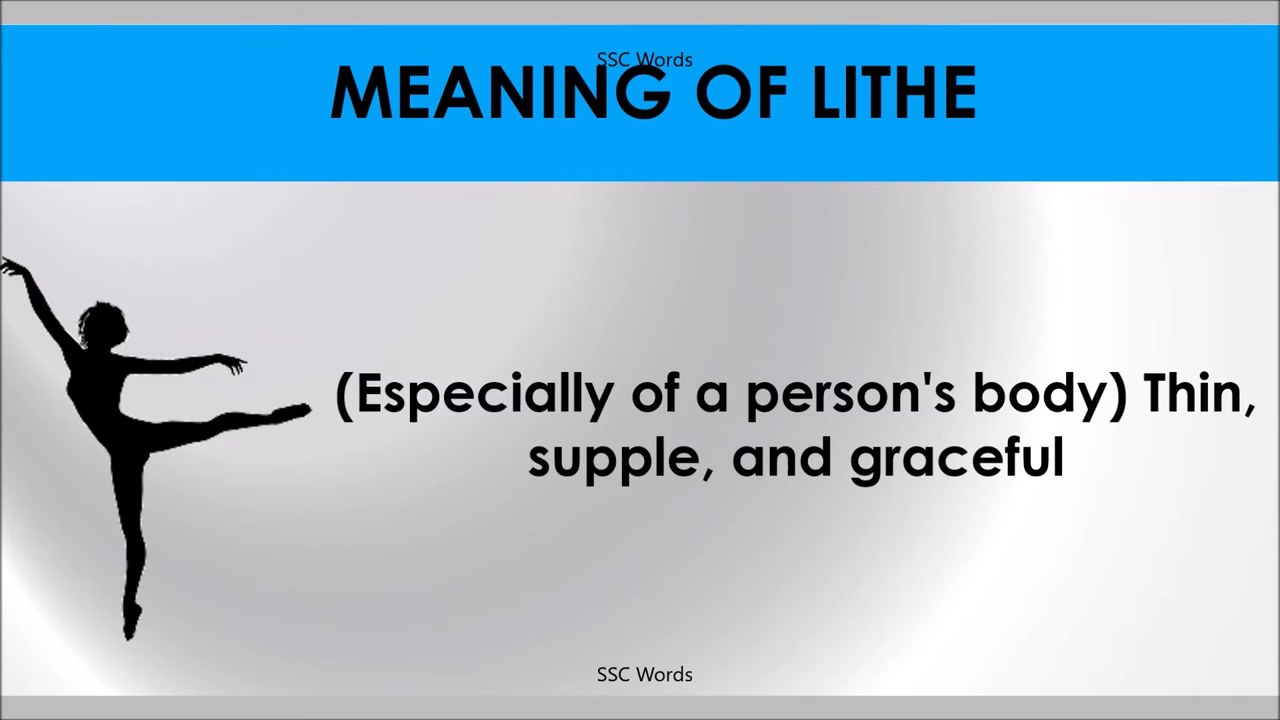 SSC Words
MEANING OF LITHE
(Especially of a person's body) Thin,
supple, and graceful
SSC Words